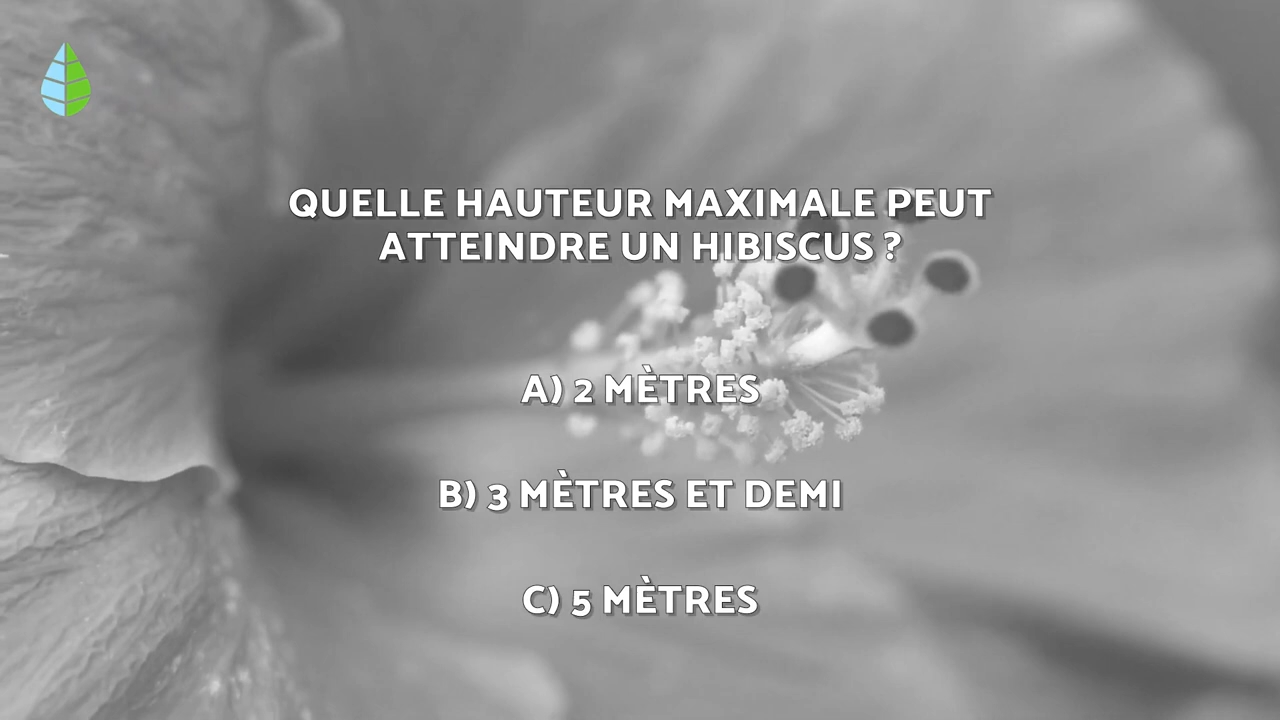 QUELLE HAUTEUR MAXIMALE PEUT
ATTEINDRE UN HIBISCUS ?
A) 2 MÈTRES
B) 3 MÈTRES ET DEMI
C) 5 MÈTRES